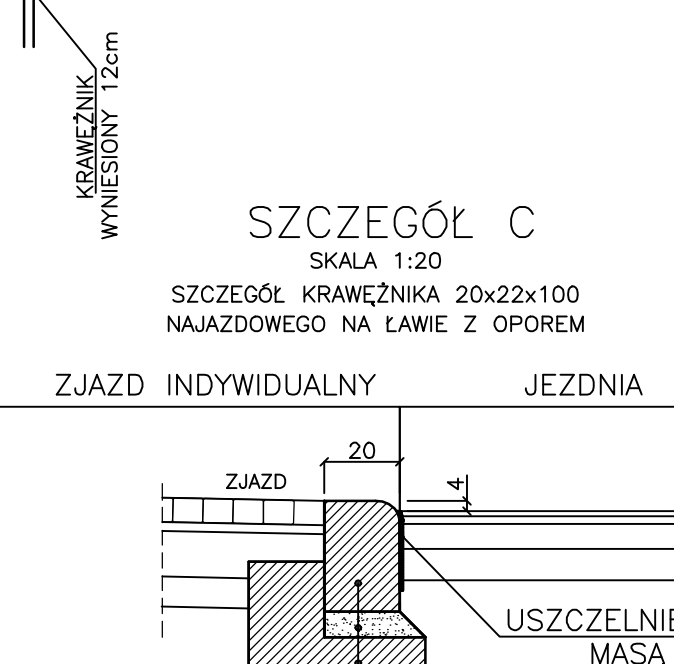 KRAWĘŻNIK
WYNIESIONY 12cm
SZCZEGÓŁ C
SKALA 1:20
SZCZEGÓŁ KRAWĘŻNIKA 20x22x100
NAJAZDOWEGO NA ŁAWIE Z OPOREM
ZJAZD INDYWIDUALNY
JEZDNIA
20
ZJAZD
4
USZCZELNIE
MASA